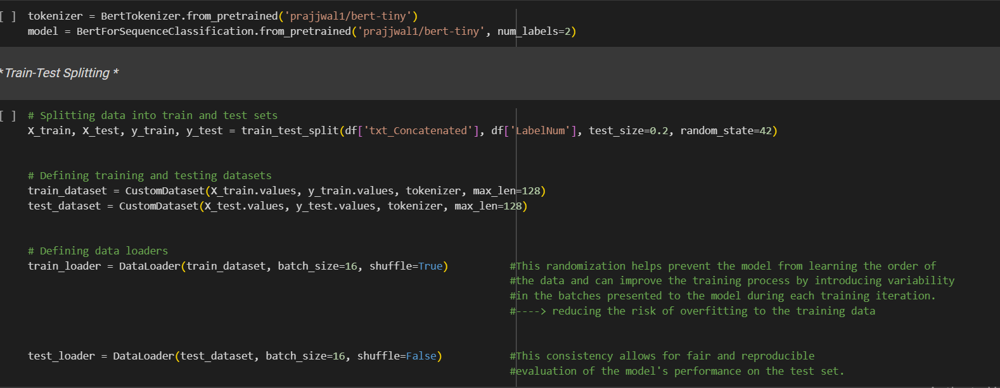 [ ] tokenizer = BertTokenizer.from_pretrained('prajjwal1/bert-tiny')
model = BertForSequenceClassification.from_pretrained('prajjwal1/bert-tiny', num_labels=2)
*Train-Test Splitting *
[ ] # Splitting data into train and test sets
X_train, X_test, y_train, y_test = train_test_split(df['txt_Concatenated'], df['LabelNum'], test_size=0.2, random_state=42)
# Defining training and testing datasets
train_dataset = CustomDataset(X_train.values, y_train.values, tokenizer, max_len=128)
test_dataset = CustomDataset(X_test.values, y_test.values, tokenizer, max_len=128)
# Defining data loaders
train_loader = DataLoader(train_dataset, batch_size=16, shuffle=True) #This randomization helps prevent the model from learning the order of
#the data and can improve the training process by introducing variability
#in the batches presented to the model during each training iteration.
#----> reducing the risk of overfitting to the training data
test_loader = DataLoader(test_dataset, batch_size=16, shuffle=False) #This consistency allows for fair and reproducible
#evaluation of the model's performance on the test set.